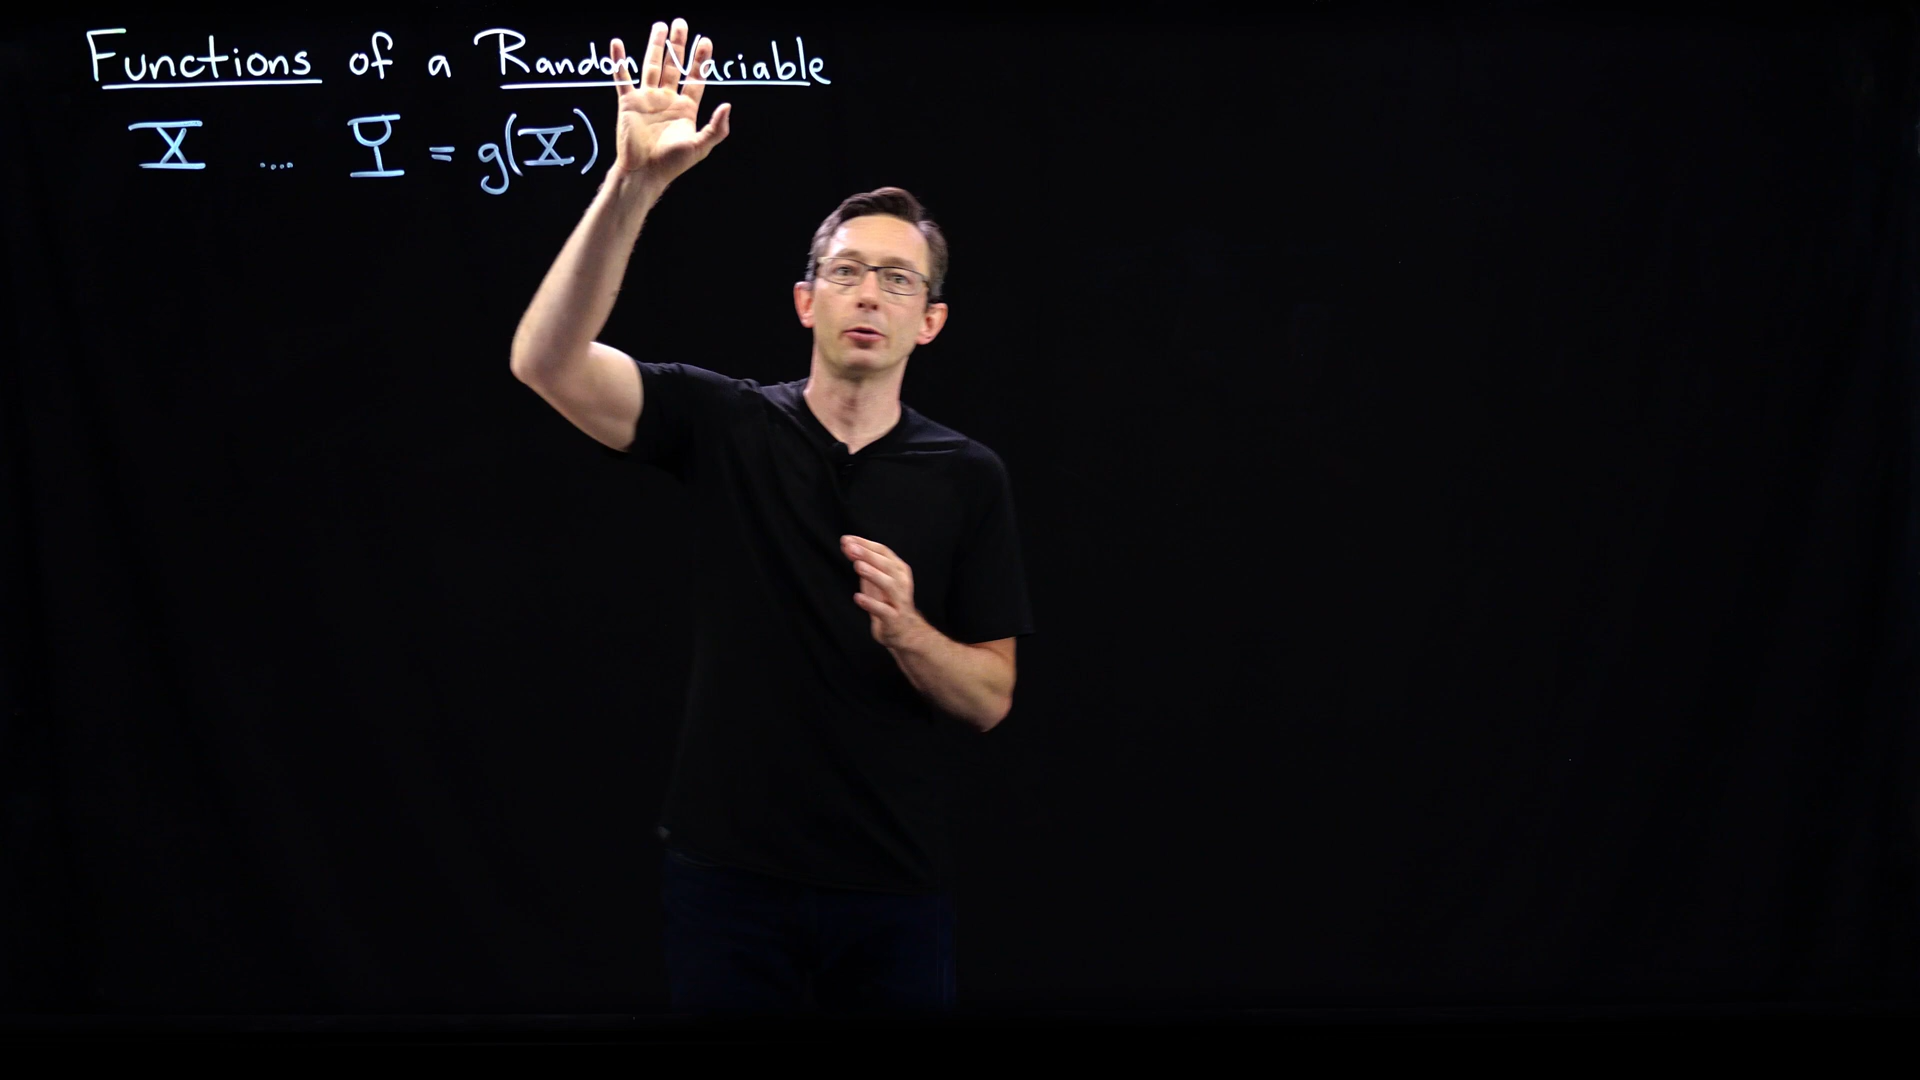 Functions of a Random Variable
X .... Y = g(X)